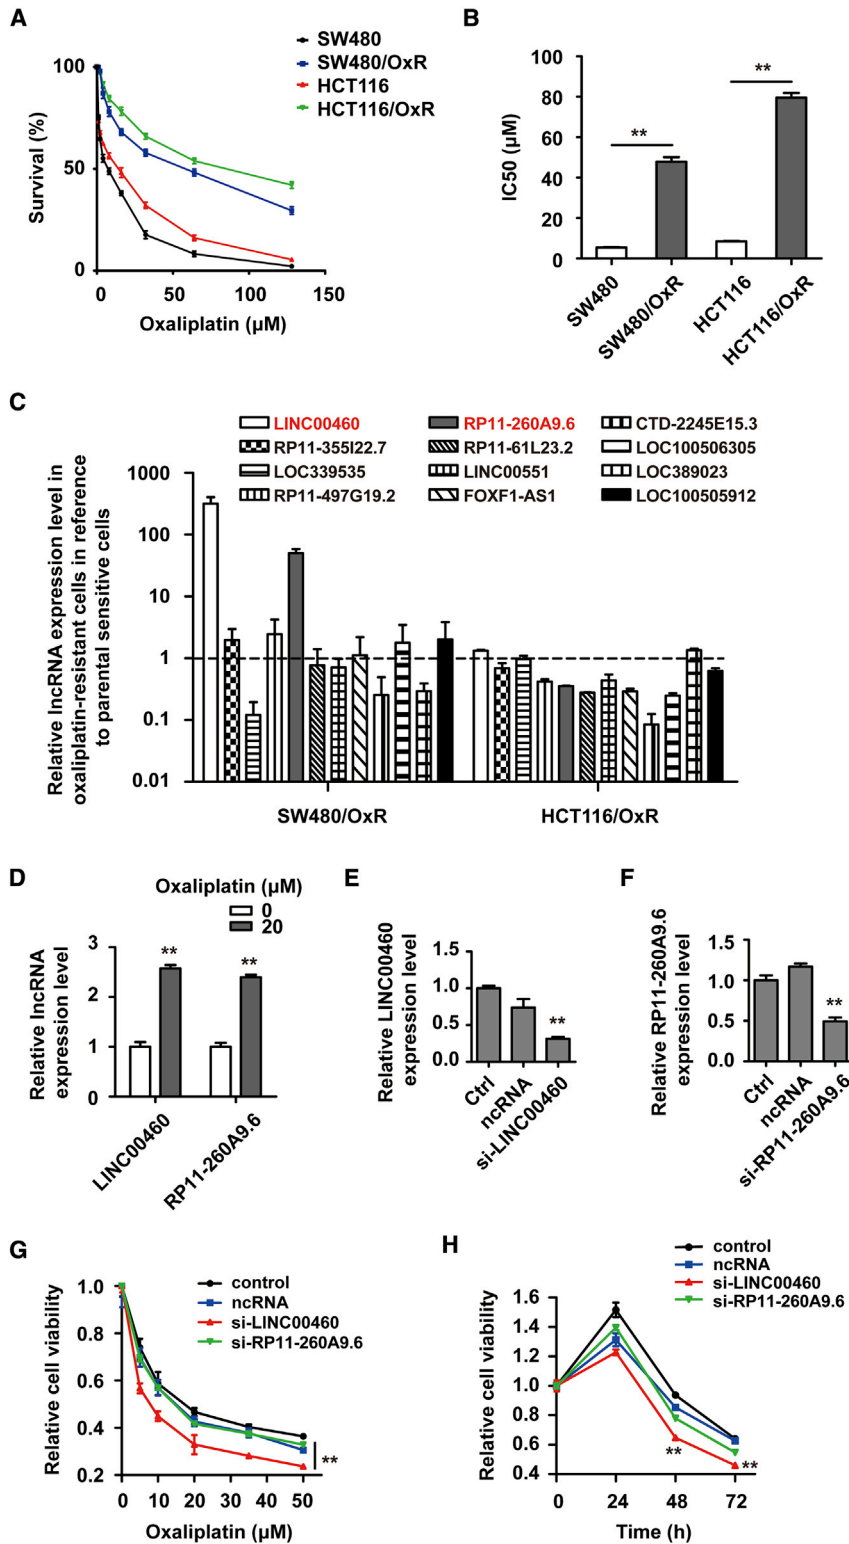 A
SW480
SW480/OxR
HCT116
HCT116/OxR
Survival (%)
100
50
0
0 50 100 150
Oxaliplatin (µM)
B
IC50 (µM)
100
80
60
40
20
0
**
**
SW480
SW480/OxR
HCT116
HCT116/OxR
C
LINC00460 RP11-260A9.6 CTD-2245E15.3
RP11-355I22.7 RP11-61L23.2 LOC100506305
LOC339535 LINC00551 LOC389023
RP11-497G19.2 FOXF1-AS1 LOC100505912
Relative lncRNA expression level in
oxaliplatin-resistant cells in reference
to parental sensitive cells
1000
100
10
1
0.1
0.01
SW480/OxR HCT116/OxR
D
Oxaliplatin (µM)
0
20
Relative lncRNA
expression level
3
2
1
0
**
**
LINC00460
RP11-260A9.6
E
Relative LINC00460
expression level
1.5
1.0
0.5
0.0
**
Ctrl
ncRNA
si-LINC00460
F
Relative RP11-260A9.6
expression level
1.5
1.0
0.5
0.0
**
Ctrl
ncRNA
si-RP11-260A9.6
G
control
ncRNA
si-LINC00460
si-RP11-260A9.6
Relative cell viability
1.0
0.8
0.6
0.4
0.2
**
0 10 20 30 40 50
Oxaliplatin (µM)
H
control
ncRNA
si-LINC00460
si-RP11-260A9.6
Relative cell viability
1.6
1.4
1.2
1.0
0.8
0.6
0.4
**
**
0 24 48 72
Time (h)